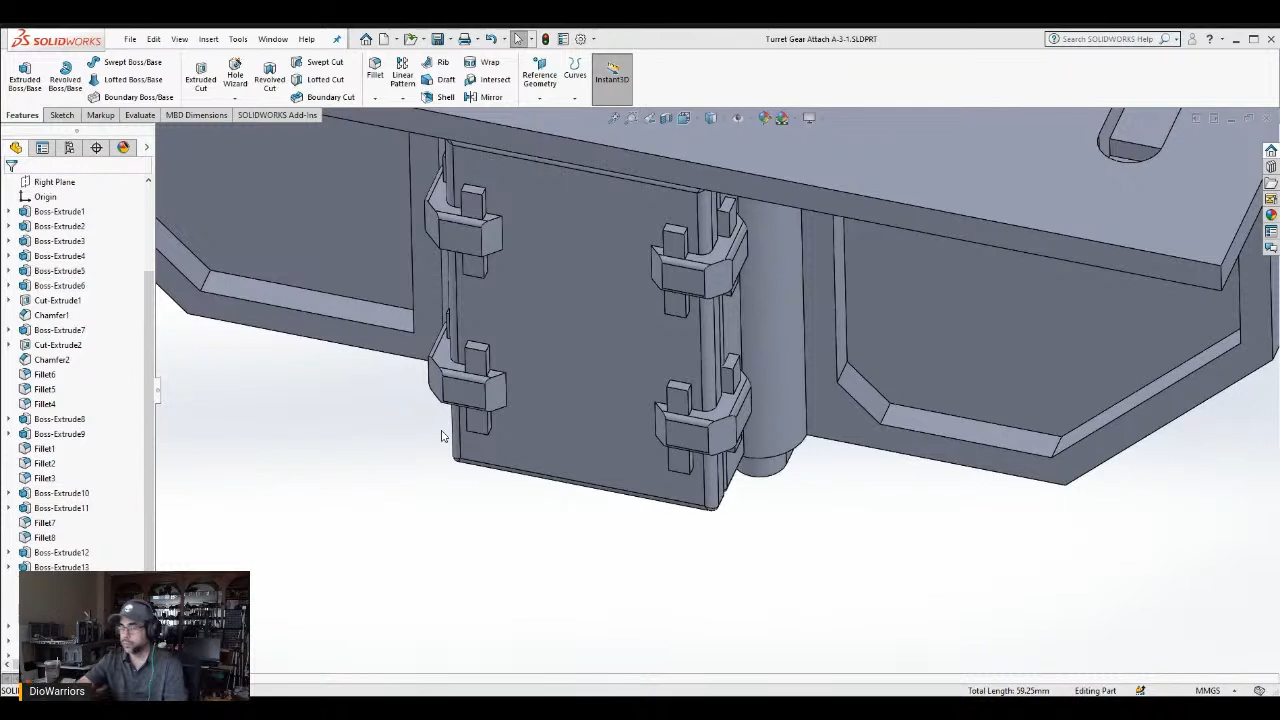 SOLIDWORKS File Edit View Insert Tools Window Help Turret Gear Attach A-3-1.SLDPRT Search SOLIDWORKS Help
Extruded Boss/Base Revolved Boss/Base Swept Boss/Base Lofted Boss/Base Boundary Boss/Base Extruded Cut Hole Wizard Revolved Cut Swept Cut Lofted Cut Boundary Cut Fillet Linear Pattern Rib Draft Shell Wrap Intersect Mirror Reference Geometry Curves Instant3D
Features Sketch Markup Evaluate MBD Dimensions SOLIDWORKS Add-Ins
Right Plane
Origin
Boss-Extrude1
Boss-Extrude2
Boss-Extrude3
Boss-Extrude4
Boss-Extrude5
Boss-Extrude6
Cut-Extrude1
Chamfer1
Boss-Extrude7
Cut-Extrude2
Chamfer2
Fillet6
Fillet5
Fillet4
Boss-Extrude8
Boss-Extrude9
Fillet1
Fillet2
Fillet3
Boss-Extrude10
Boss-Extrude11
Fillet7
Fillet8
Boss-Extrude12
Boss-Extrude13
DioWarriors
Total Length: 59.25mm Editing Part MMGS